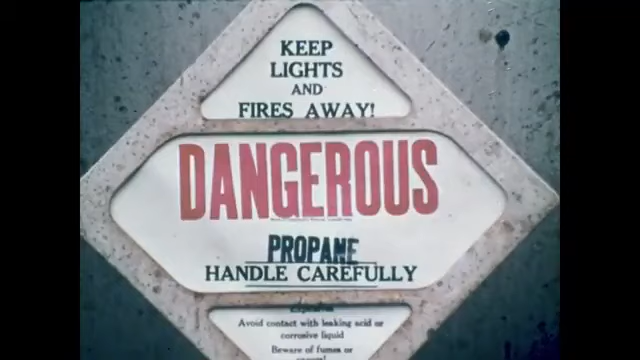 KEEP
LIGHTS
AND
FIRES AWAY!
DANGEROUS
PROPANE
HANDLE CAREFULLY
Explosive
Avoid contact with leaking acid or
corrosive liquid
Beware of fumes or